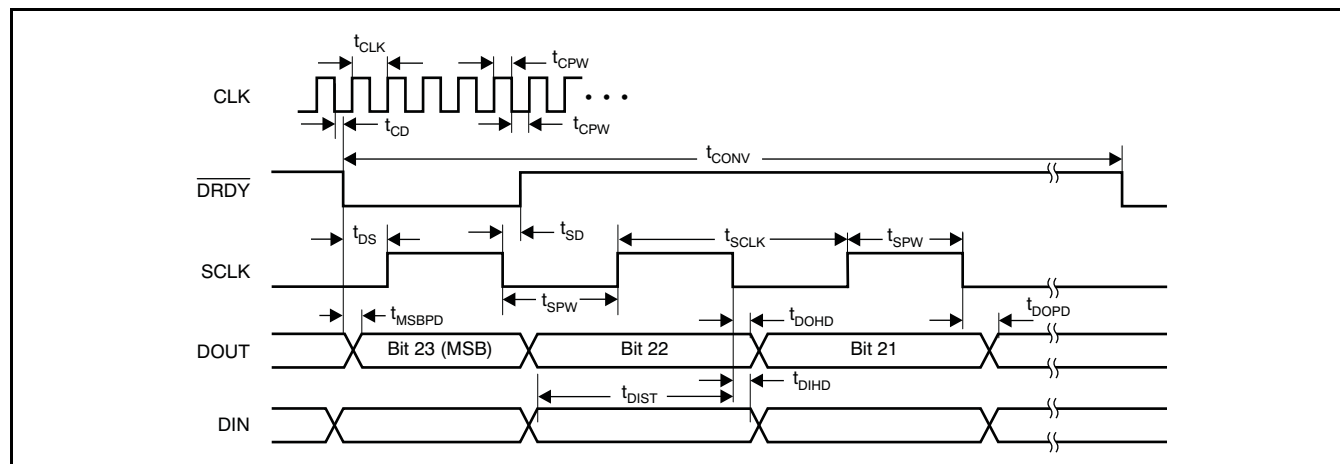 tCLK
tCPW
CLK
• • •
tCD
tCPW
tCONV
DRDY
tDS
tSD
tSCLK
tSPW
SCLK
tSPW
tMSBPD
tDOHD
tDOPD
DOUT
Bit 23 (MSB)
Bit 22
Bit 21
tDIST
tDIHD
DIN